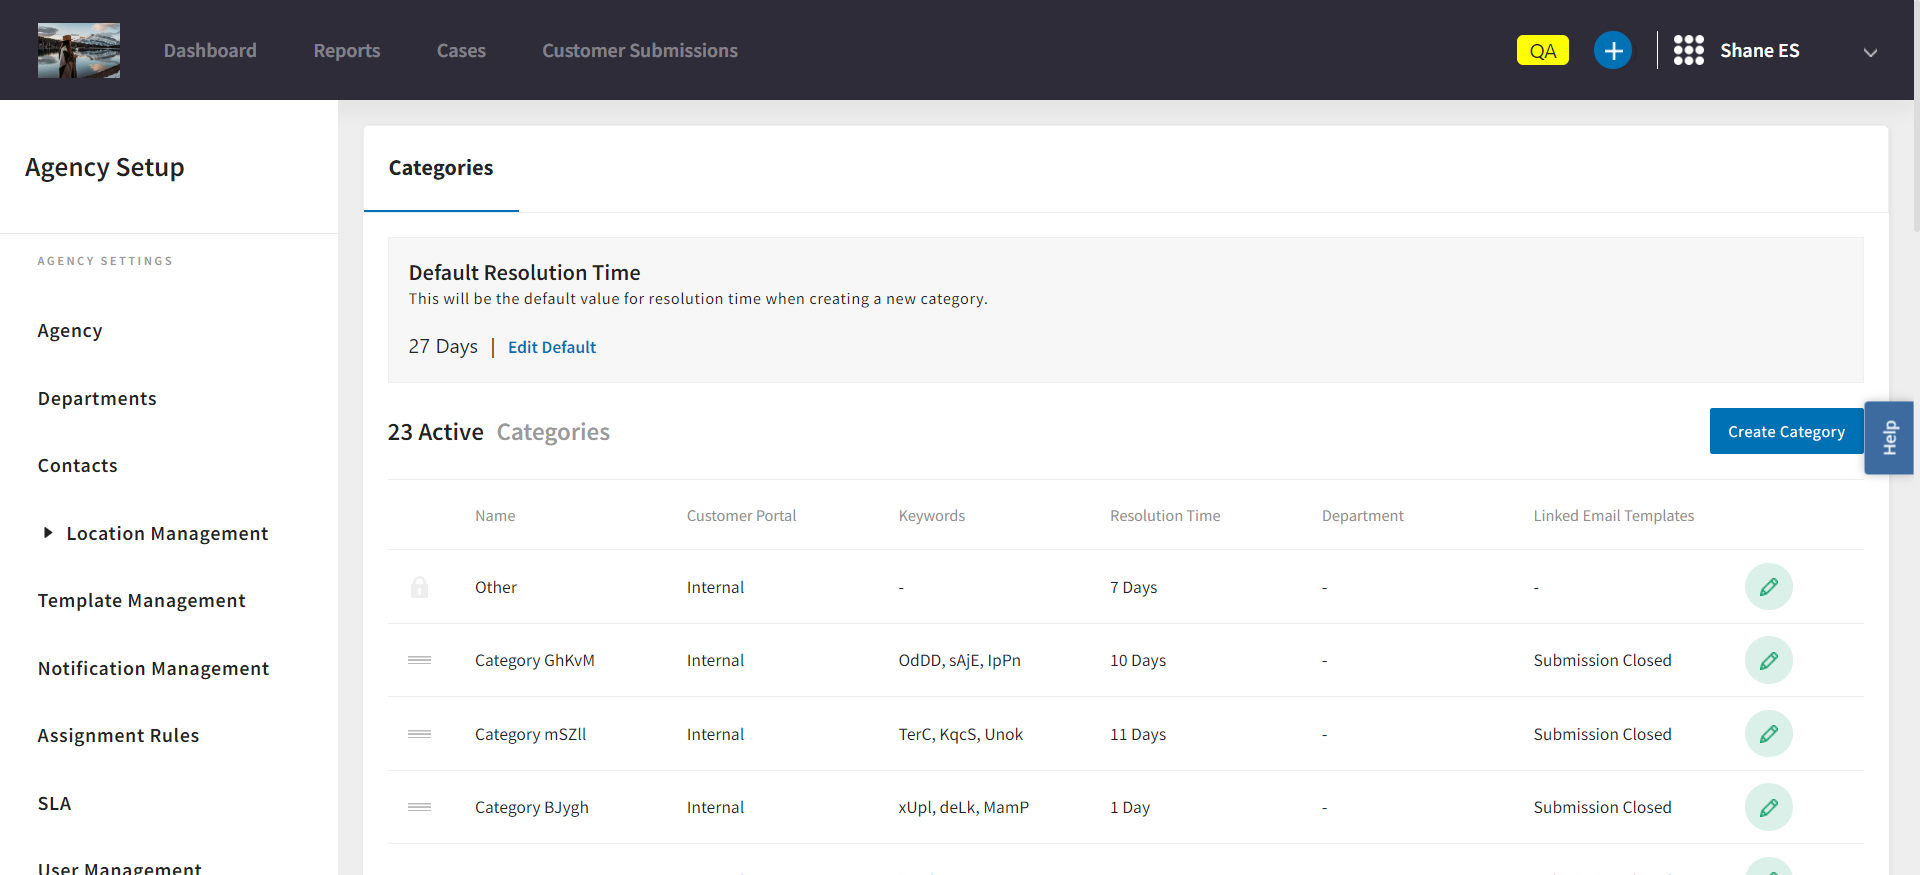 Dashboard Reports Cases Customer Submissions QA Shane ES
Agency Setup
AGENCY SETTINGS
Agency
Departments
Contacts
Location Management
Template Management
Notification Management
Assignment Rules
SLA
User Management
Categories
Default Resolution Time
This will be the default value for resolution time when creating a new category.
27 Days | Edit Default
23 Active Categories
Create Category
Help
Name Customer Portal Keywords Resolution Time Department Linked Email Templates
Other Internal - 7 Days - -
Category GhKvM Internal OdDD, sAjE, IpPn 10 Days - Submission Closed
Category mSZll Internal TerC, KqcS, Unok 11 Days - Submission Closed
Category BJygh Internal xUpl, deLk, MamP 1 Day - Submission Closed